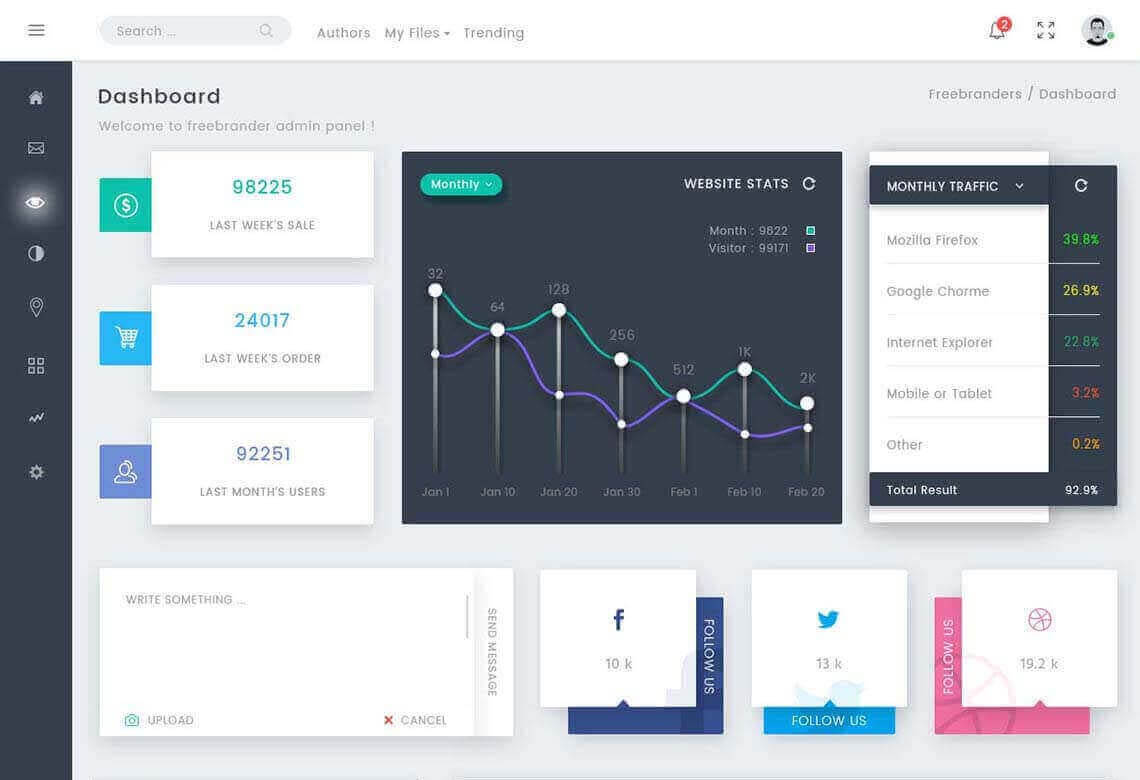 Search ...
Authors
My Files
Trending
2
Dashboard
Freebranders / Dashboard
Welcome to freebrander admin panel !
98225
LAST WEEK'S SALE
24017
LAST WEEK'S ORDER
92251
LAST MONTH'S USERS
Monthly
WEBSITE STATS
Month : 9822
Visitor : 99171
32
64
128
256
512
1K
2K
Jan 1
Jan 10
Jan 20
Jan 30
Feb 1
Feb 10
Feb 20
MONTHLY TRAFFIC
Mozilla Firefox 39.8%
Google Chorme 26.9%
Internet Explorer 22.8%
Mobile or Tablet 3.2%
Other 0.2%
Total Result 92.9%
WRITE SOMETHING ...
SEND MESSAGE
UPLOAD
CANCEL
10 k
FOLLOW US
13 k
FOLLOW US
19.2 k
FOLLOW US